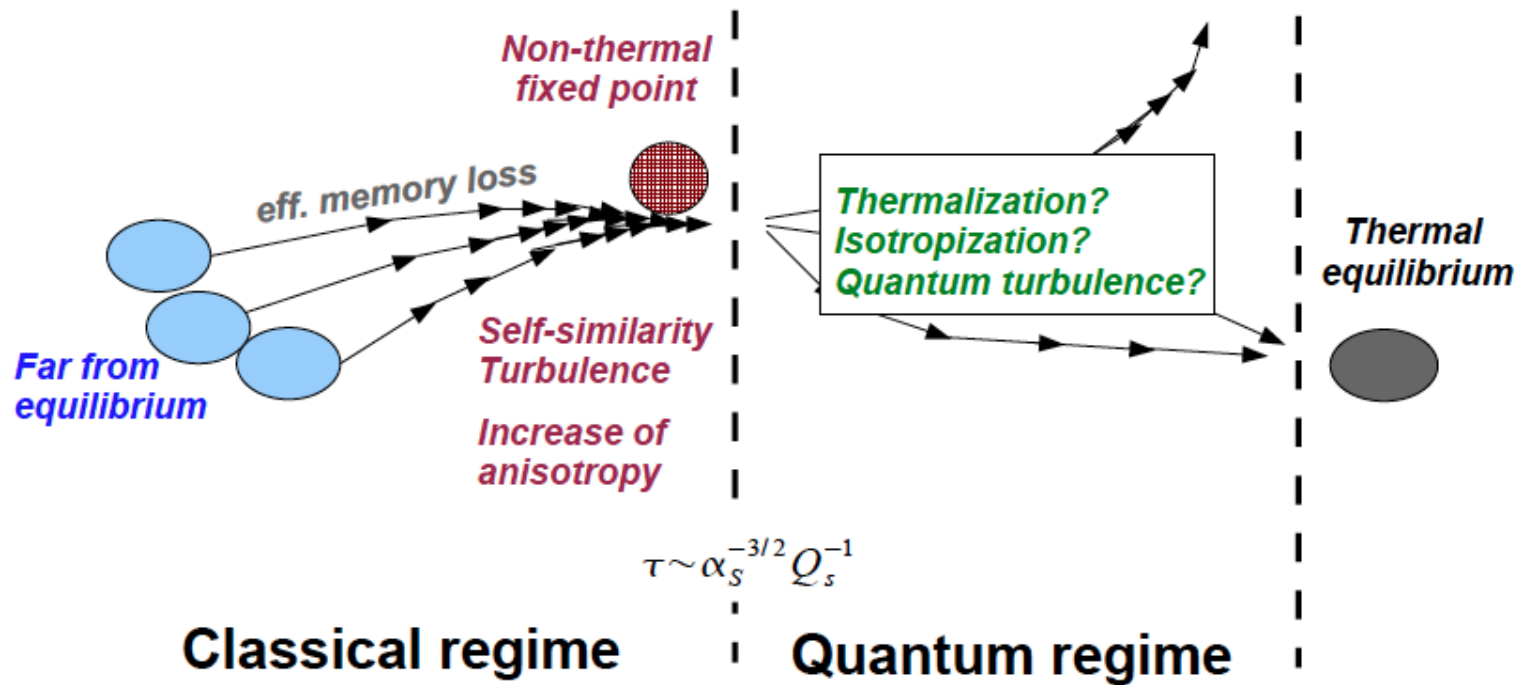 Non-thermal
fixed point
eff. memory loss
Far from
equilibrium
Self-similarity
Turbulence
Increase of
anisotropy
Thermalization?
Isotropization?
Quantum turbulence?
Thermal
equilibrium
τ~α_S^{-3/2} Q_s^{-1}
Classical regime
Quantum regime